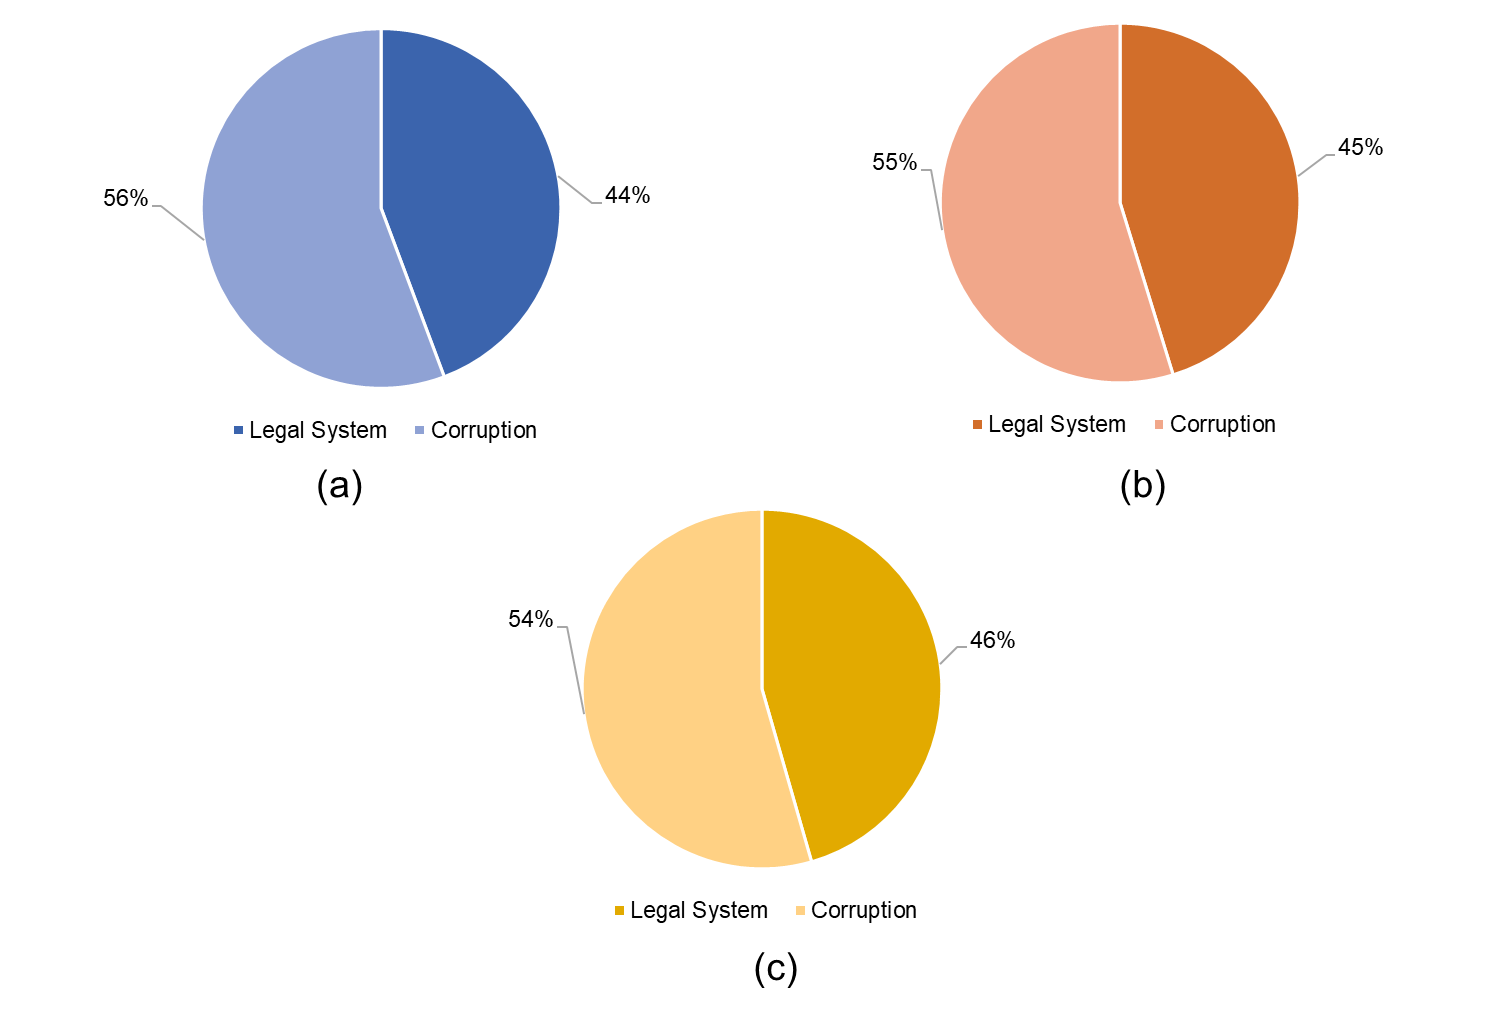 56%
44%
Legal System Corruption
(a)
55%
45%
Legal System Corruption
(b)
54%
46%
Legal System Corruption
(c)